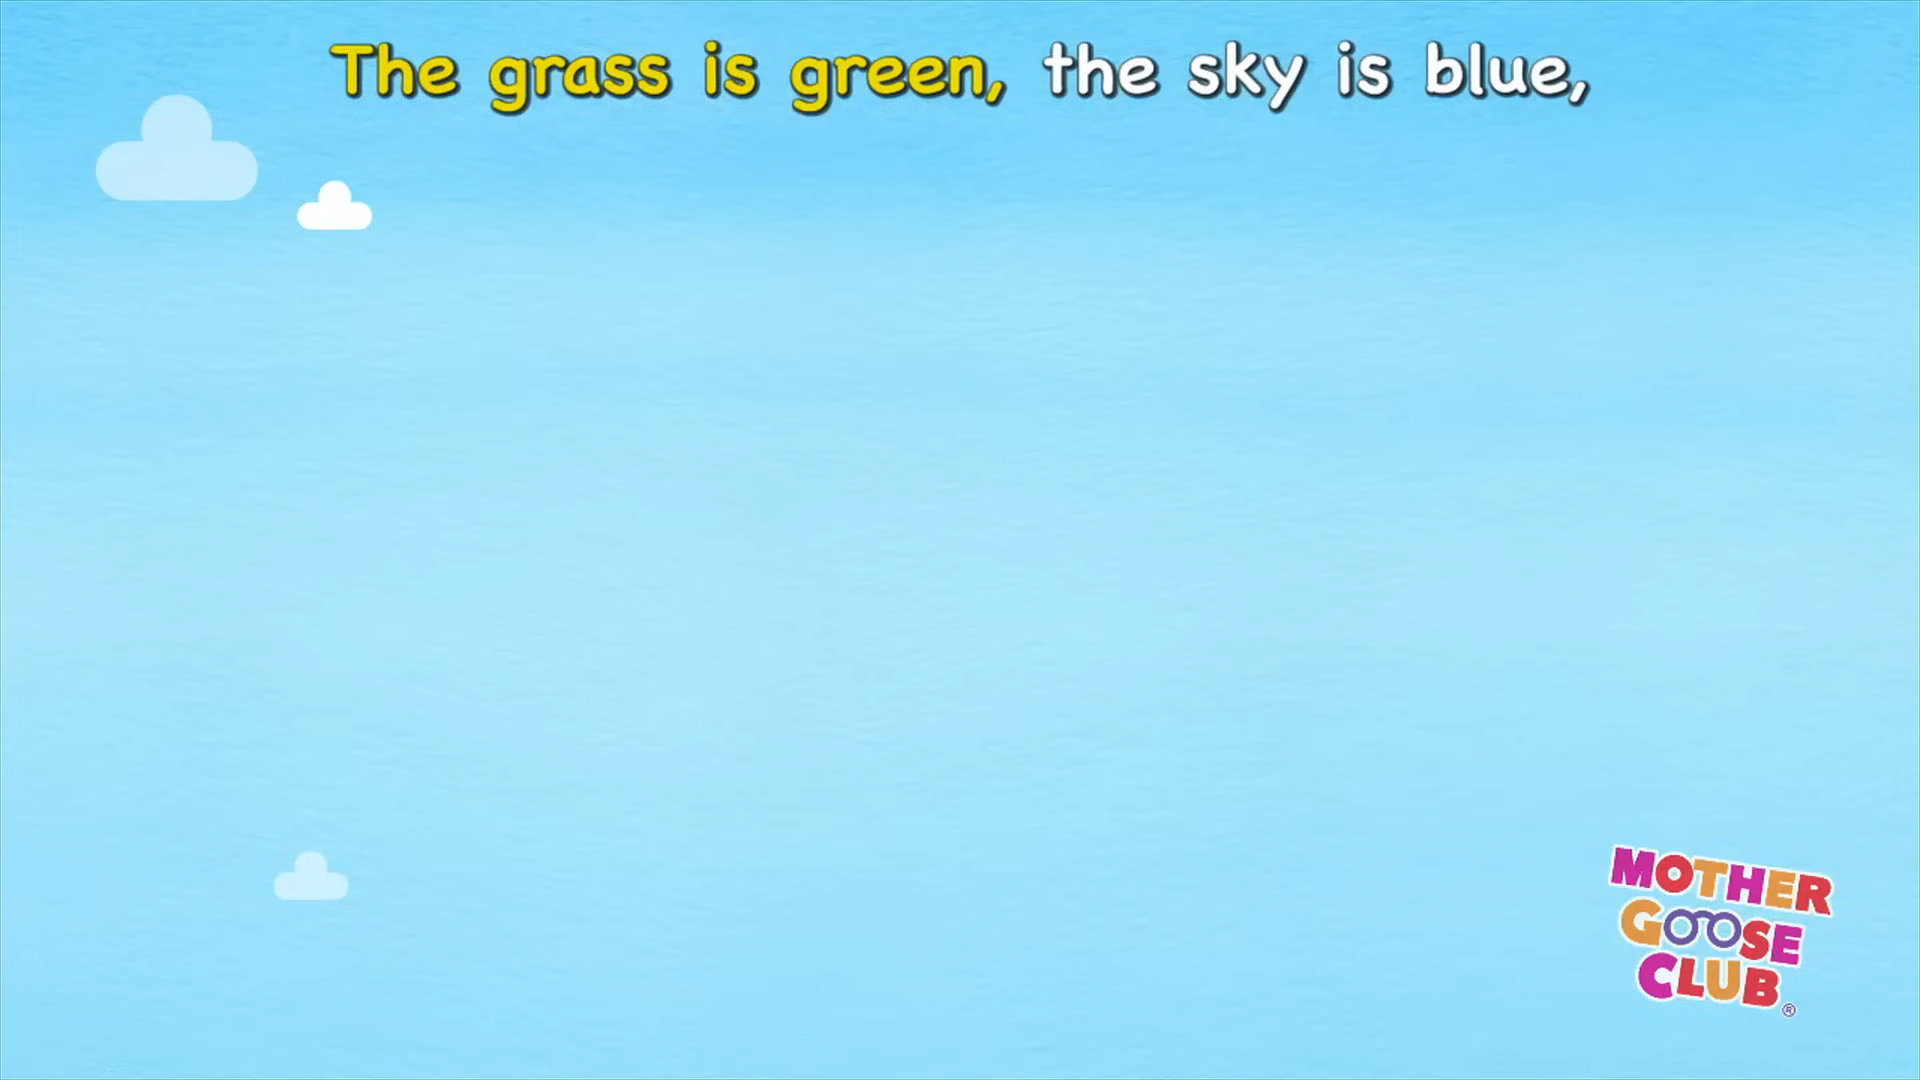 The grass is green, the sky is blue,
MOTHER
GOOSE
CLUB®